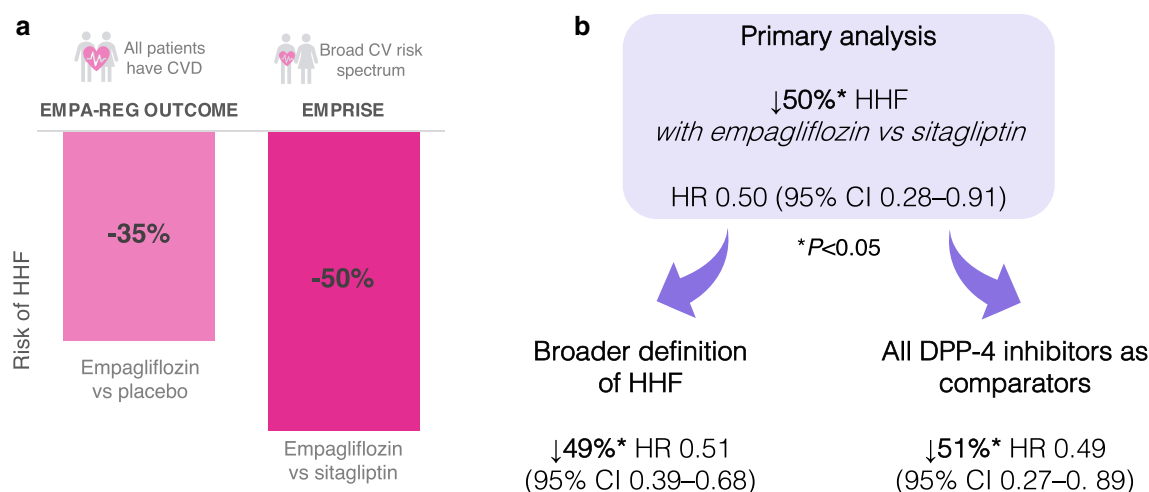 a
All patients
have CVD
Broad CV risk
spectrum
EMPA-REG OUTCOME
EMPRISE
-35%
-50%
Risk of HHF
Empagliflozin
vs placebo
Empagliflozin
vs sitagliptin
b
Primary analysis
↓50%* HHF
with empagliflozin vs sitagliptin
HR 0.50 (95% CI 0.28–0.91)
*P<0.05
Broader definition
of HHF
↓49%* HR 0.51
(95% CI 0.39–0.68)
All DPP-4 inhibitors as
comparators
↓51%* HR 0.49
(95% CI 0.27–0. 89)